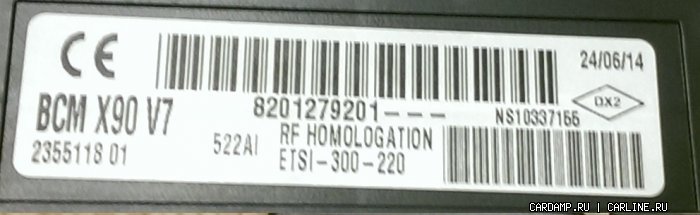 CE
24/06/14
BCM X90 V7
8201279201---
NS10337155
DX2
2355118 01
522AI
RF HOMOLOGATION
ETSI-300-220
CARDAMP.RU | CARLINE.RU